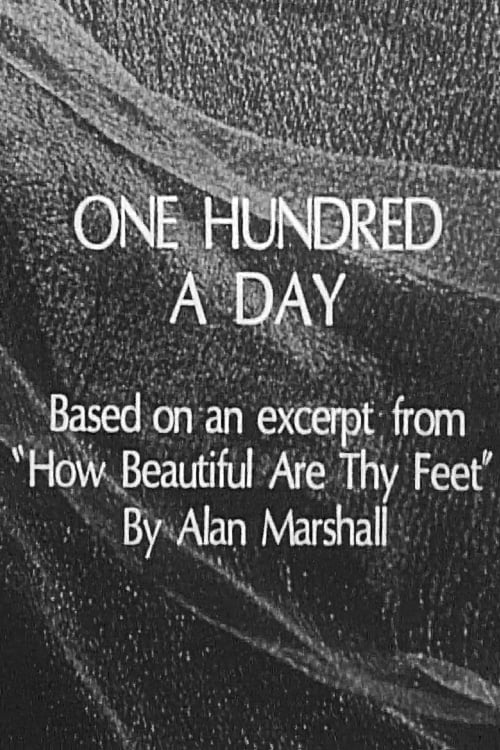 ONE HUNDRED
A DAY
Based on an excerpt from
"How Beautiful Are Thy Feet"
By Alan Marshall